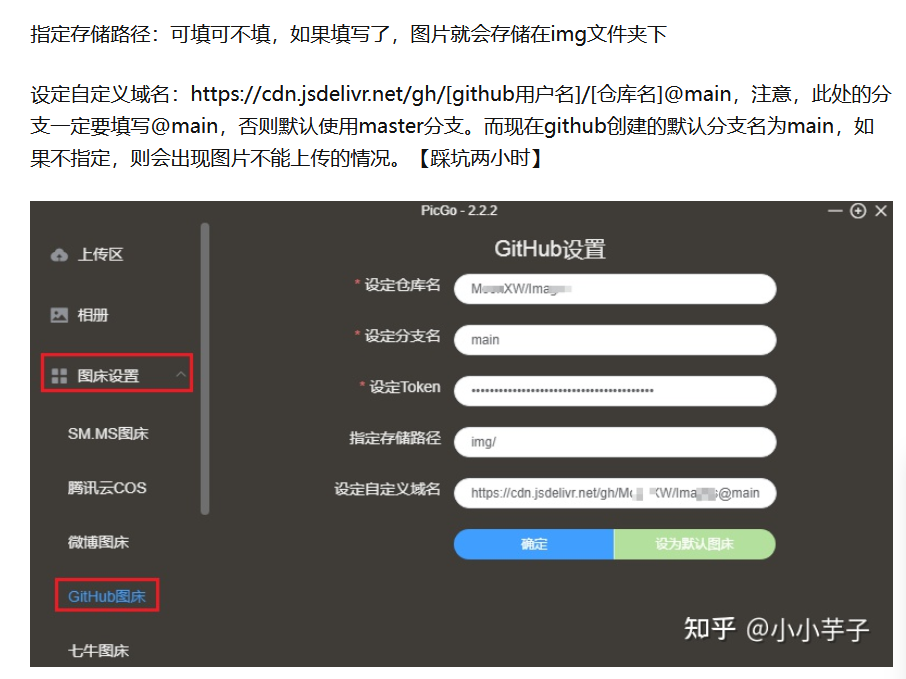 指定存储路径：可填可不填，如果填写了，图片就会存储在img文件夹下
设定自定义域名：https://cdn.jsdelivr.net/gh/[github用户名]/[仓库名]@main，注意，此处的分
支一定要填写@main，否则默认使用master分支。而现在github创建的默认分支名为main，如
果不指定，则会出现图片不能上传的情况。【踩坑两小时】
PicGo - 2.2.2
上传区
相册
图床设置
SM.MS图床
腾讯云COS
微博图床
GitHub图床
七牛图床
GitHub设置
* 设定仓库名
XW/Imag
* 设定分支名
main
* 设定Token
指定存储路径
img/
设定自定义域名
https://cdn.jsdelivr.net/gh/M XW/Ima s@main
确定
设为默认图床
知乎 @小小芋子